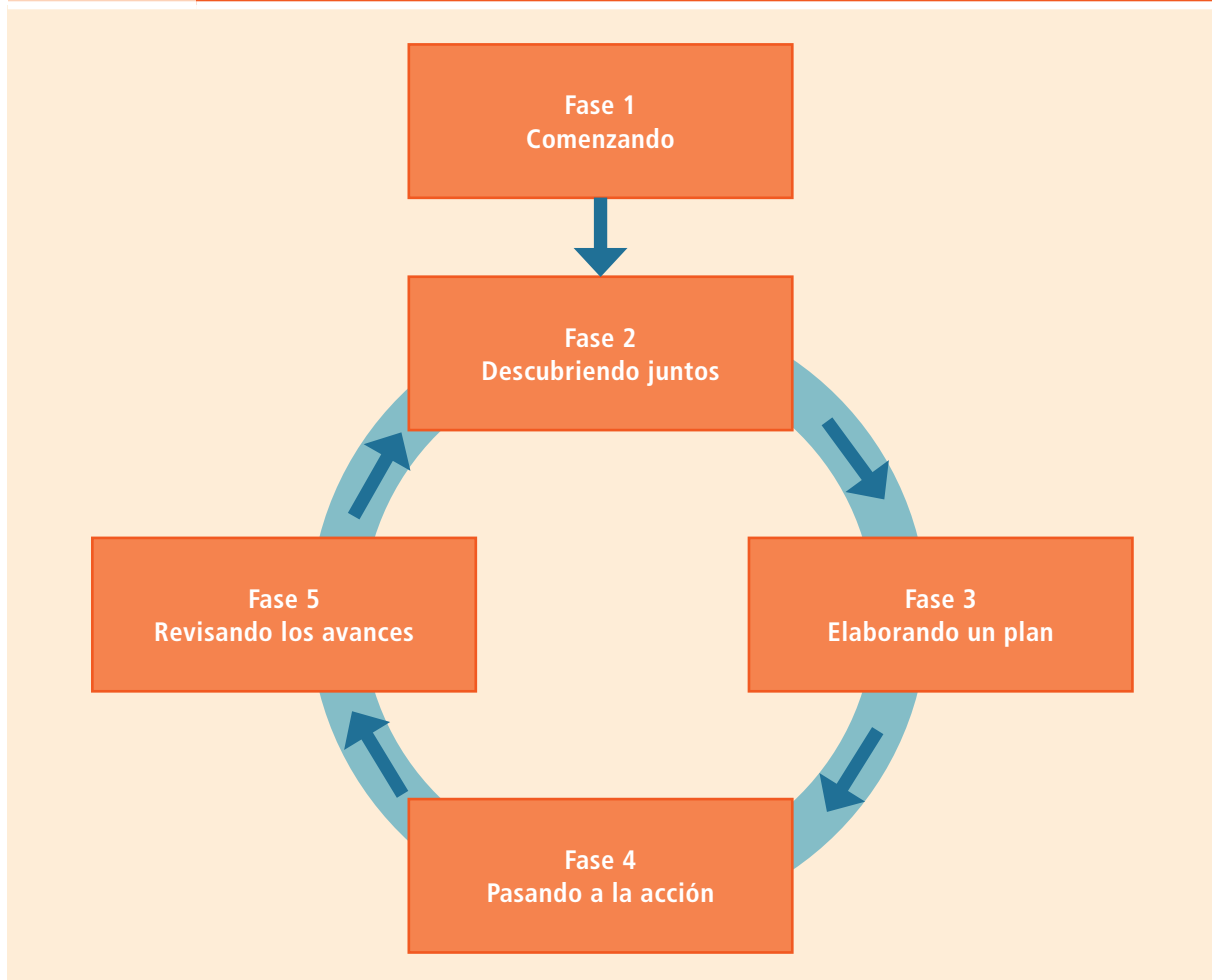 Fase 1
Comenzando
Fase 2
Descubriendo juntos
Fase 3
Elaborando un plan
Fase 4
Pasando a la acción
Fase 5
Revisando los avances